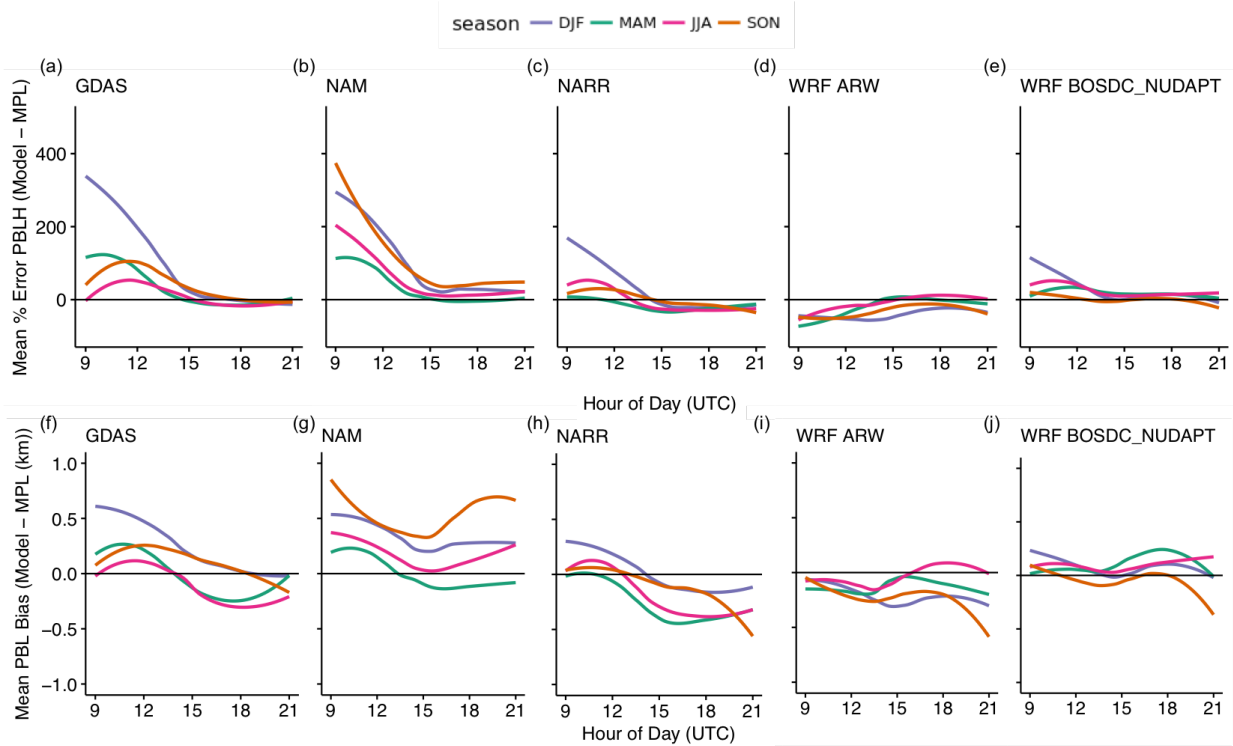 season DJF MAM JJA SON
(a) (b) (c) (d) (e)
GDAS NAM NARR WRF ARW WRF BOSDC_NUDAPT
Mean % Error PBLH (Model − MPL)
400
200
0
9 12 15 18 21 9 12 15 18 21 9 12 15 18 21 9 12 15 18 21 9 12 15 18 21
Hour of Day (UTC)
(f) (g) (h) (i) (j)
GDAS NAM NARR WRF ARW WRF BOSDC_NUDAPT
Mean PBL Bias (Model − MPL (km))
1.0
0.5
0.0
−0.5
−1.0
9 12 15 18 21 9 12 15 18 21 9 12 15 18 21 9 12 15 18 21 9 12 15 18 21
Hour of Day (UTC)